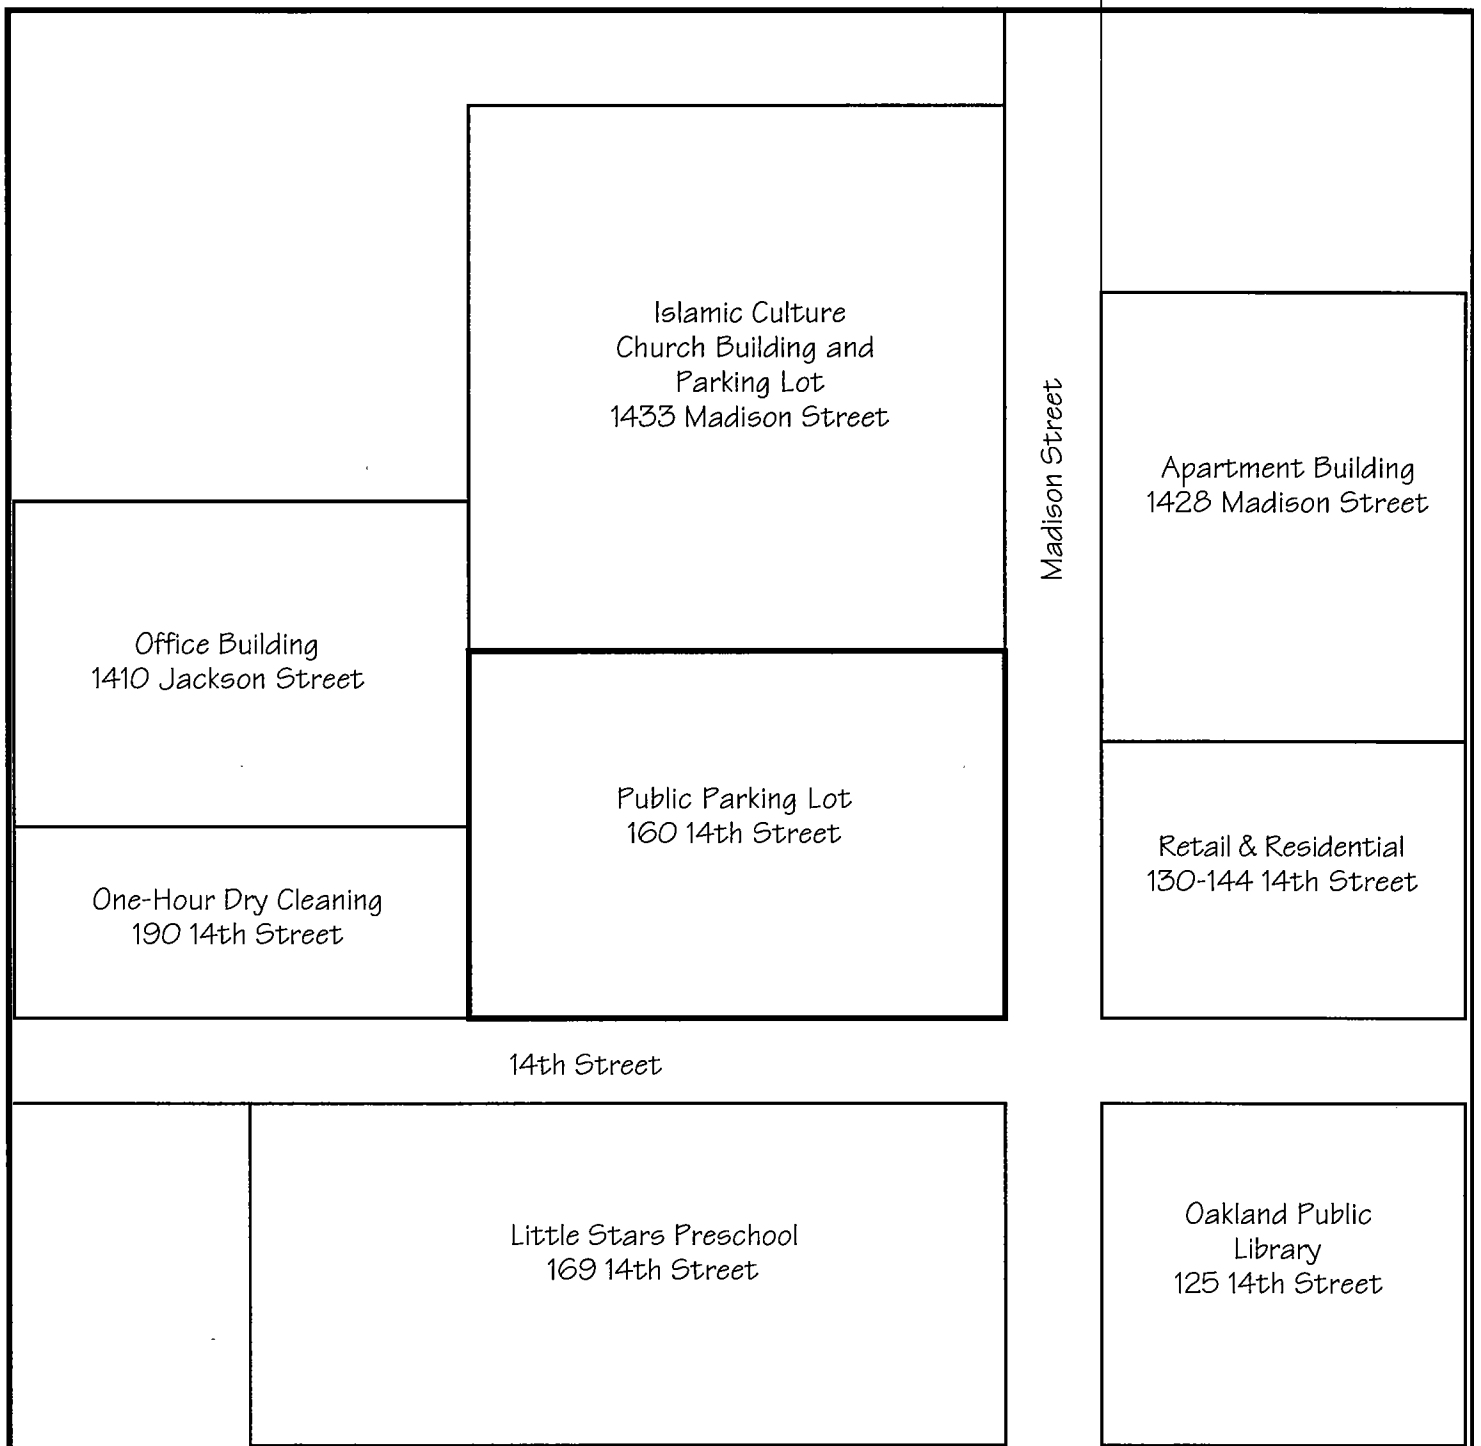 Islamic Culture
Church Building and
Parking Lot
1433 Madison Street
Madison Street
Apartment Building
1428 Madison Street
Office Building
1410 Jackson Street
Public Parking Lot
160 14th Street
Retail & Residential
130-144 14th Street
One-Hour Dry Cleaning
190 14th Street
14th Street
Little Stars Preschool
169 14th Street
Oakland Public
Library
125 14th Street